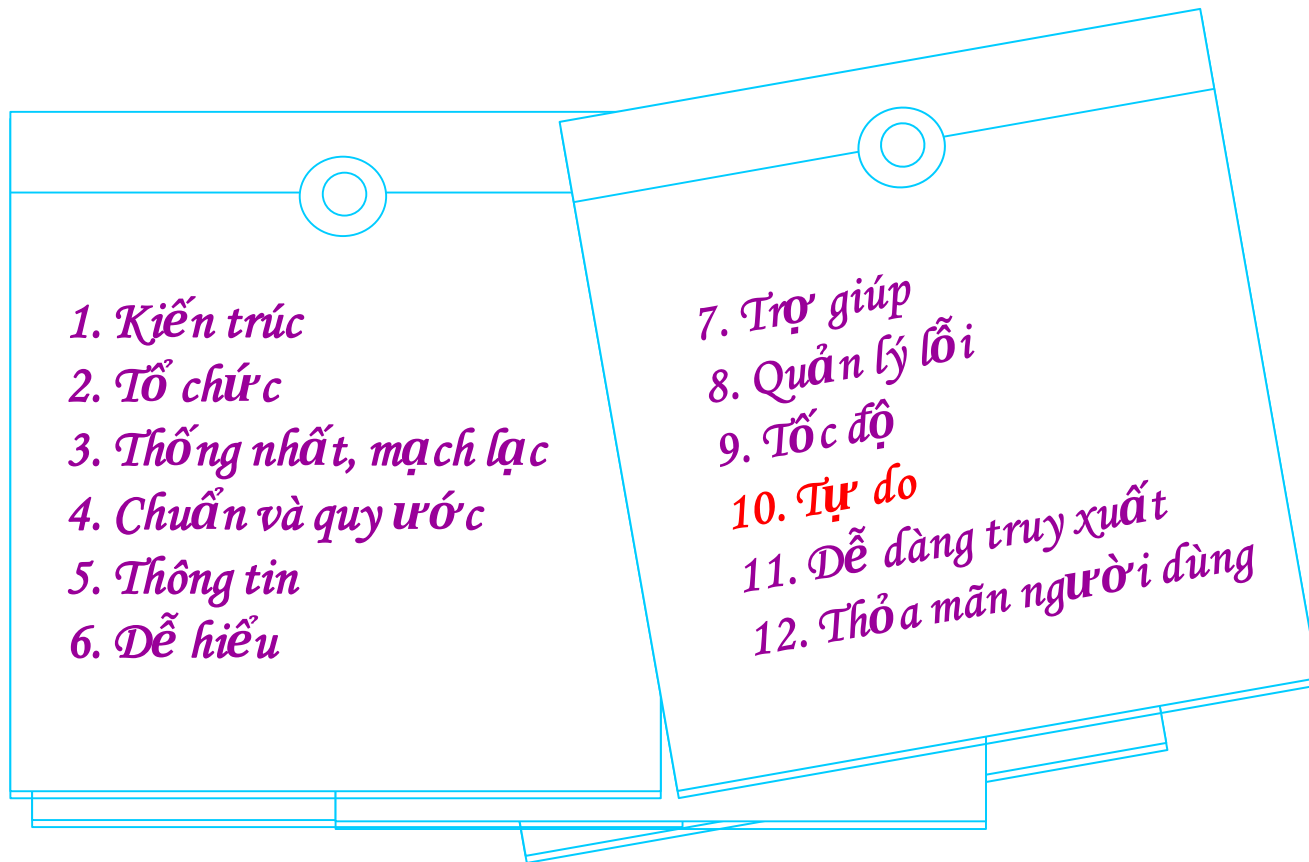 1. Kiến trúc
2. Tổ chức
3. Thống nhất, mạch lạc
4. Chuẩn và quy ước
5. Thông tin
6. Dễ hiểu
7. Trợ giúp
8. Quản lý lỗi
9. Tốc độ
10. Tự do
11. Dễ dàng truy xuất
12. Thỏa mãn người dùng